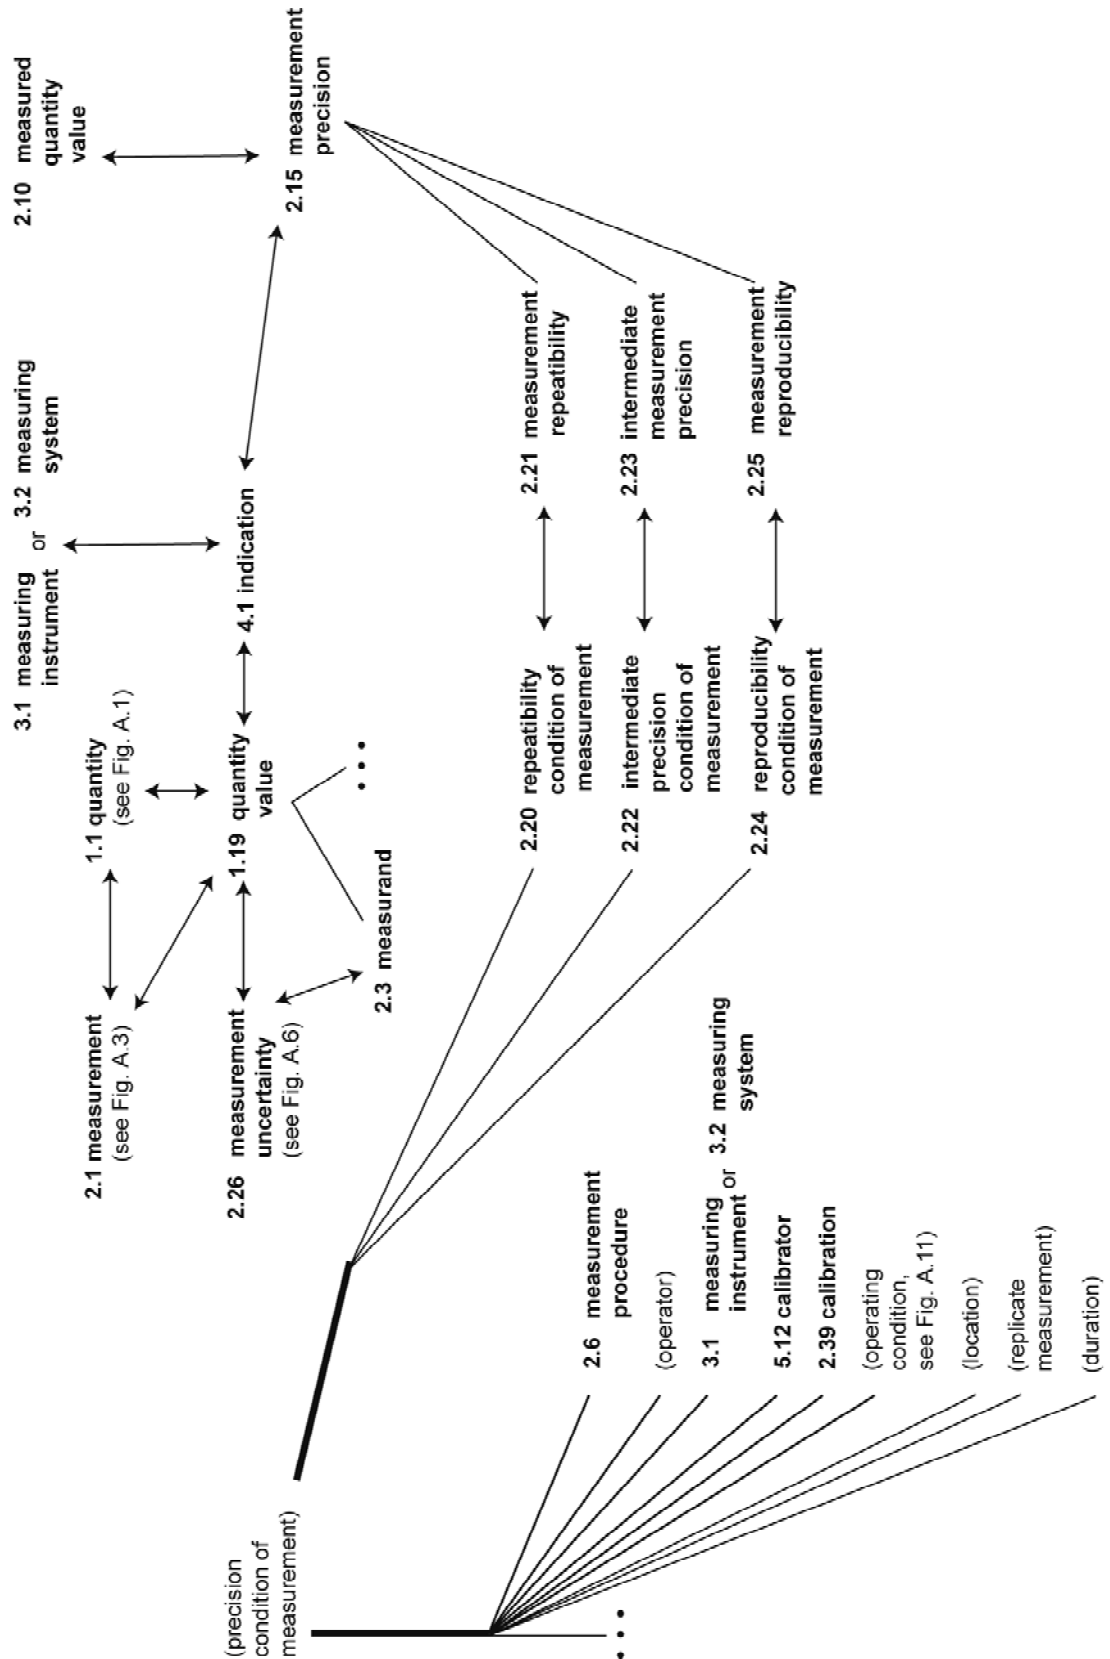 2.10 measured
quantity
value
3.1 measuring or 3.2 measuring
instrument system
1.1 quantity
(see Fig. A.1)
2.1 measurement
(see Fig. A.3)
2.15 measurement
precision
4.1 indication
1.19 quantity
value
2.26 measurement
uncertainty
(see Fig. A.6)
2.3 measurand
• • •
2.21 measurement
repeatibility
2.23 intermediate
measurement
precision
2.25 measurement
reproducibility
2.20 repeatibility
condition of
measurement
2.22 intermediate
precision
condition of
measurement
2.24 reproducibility
condition of
measurement
(precision
condition of
measurement)
2.6 measurement
procedure
(operator)
3.1 measuring or 3.2 measuring
instrument system
5.12 calibrator
2.39 calibration
(operating
condition,
see Fig. A.11)
(location)
(replicate
measurement)
(duration)
• • •